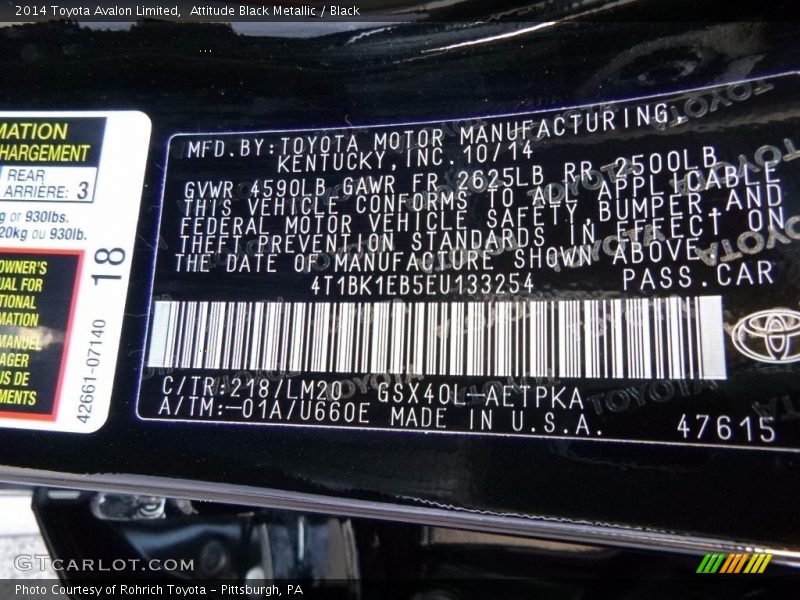 2014 Toyota Avalon Limited,  Attitude Black Metallic / Black
MATION
HARGEMENT
REAR
ARRIÈRE: 3
g or 930lbs.
20kg ou 930lb.
OWNER'S
UAL FOR
TIONAL
MATION
MANUEL
AGER
US DE
MENTS
18
42661-07140
MFD.BY:TOYOTA MOTOR MANUFACTURING,
KENTUCKY,INC.10/14
GVWR 4590LB GAWR FR 2625LB RR 2500LB
THIS VEHICLE CONFORMS TO ALL APPLICABLE
FEDERAL MOTOR VEHICLE SAFETY,BUMPER,AND
THEFT PREVENTION STANDARDS IN EFFECT ON
THE DATE OF MANUFACTURE SHOWN ABOVE.
4T1BK1EB5EU133254 PASS.CAR
C/TR:218/LM20 GSX40L-AETPKA
A/TM:-01A/U660E MADE IN U.S.A.
47615
GTCARLOT.COM
Photo Courtesy of Rohrich Toyota - Pittsburgh, PA